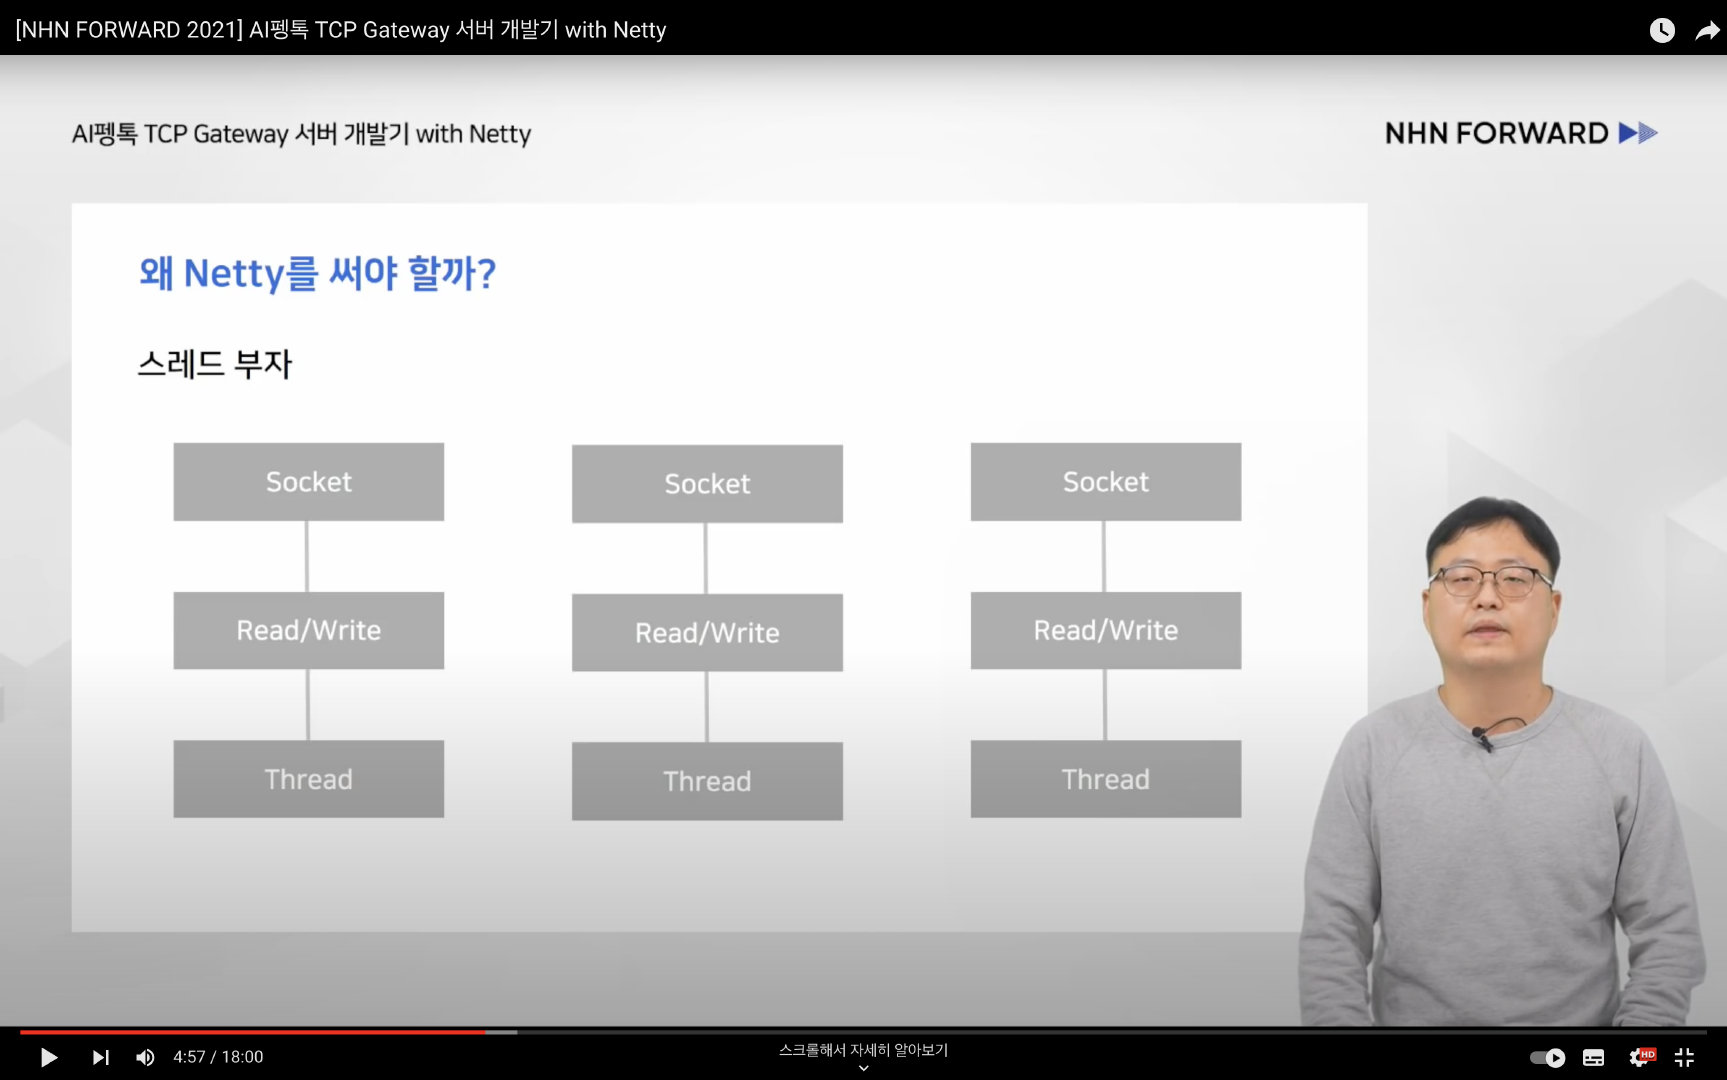 [NHN FORWARD 2021] AI펭톡 TCP Gateway 서버 개발기 with Netty
AI펭톡 TCP Gateway 서버 개발기 with Netty
NHN FORWARD
왜 Netty를 써야 할까?
스레드 부자
Socket Socket Socket
Read/Write Read/Write Read/Write
Thread Thread Thread
4:57 / 18:00
스크롤해서 자세히 알아보기
HD